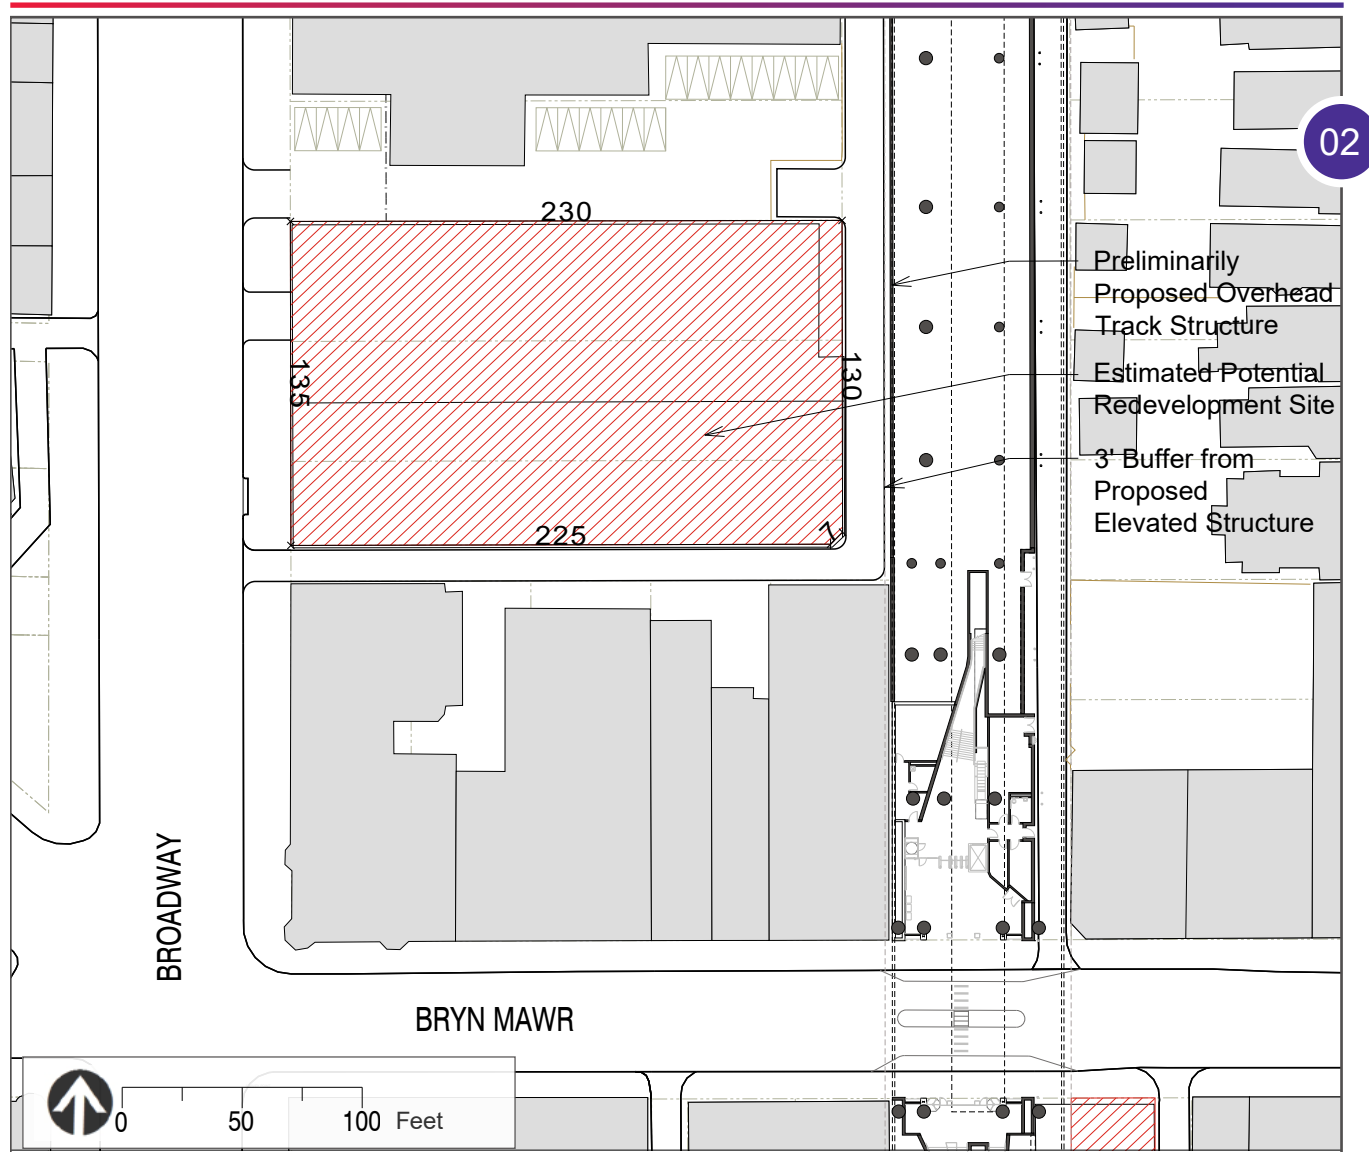 02
230
Preliminarily
Proposed Overhead
Track Structure
135
130
Estimated Potential
Redevelopment Site
3' Buffer from
Proposed
Elevated Structure
225
7
BROADWAY
BRYN MAWR
0 50 100 Feet